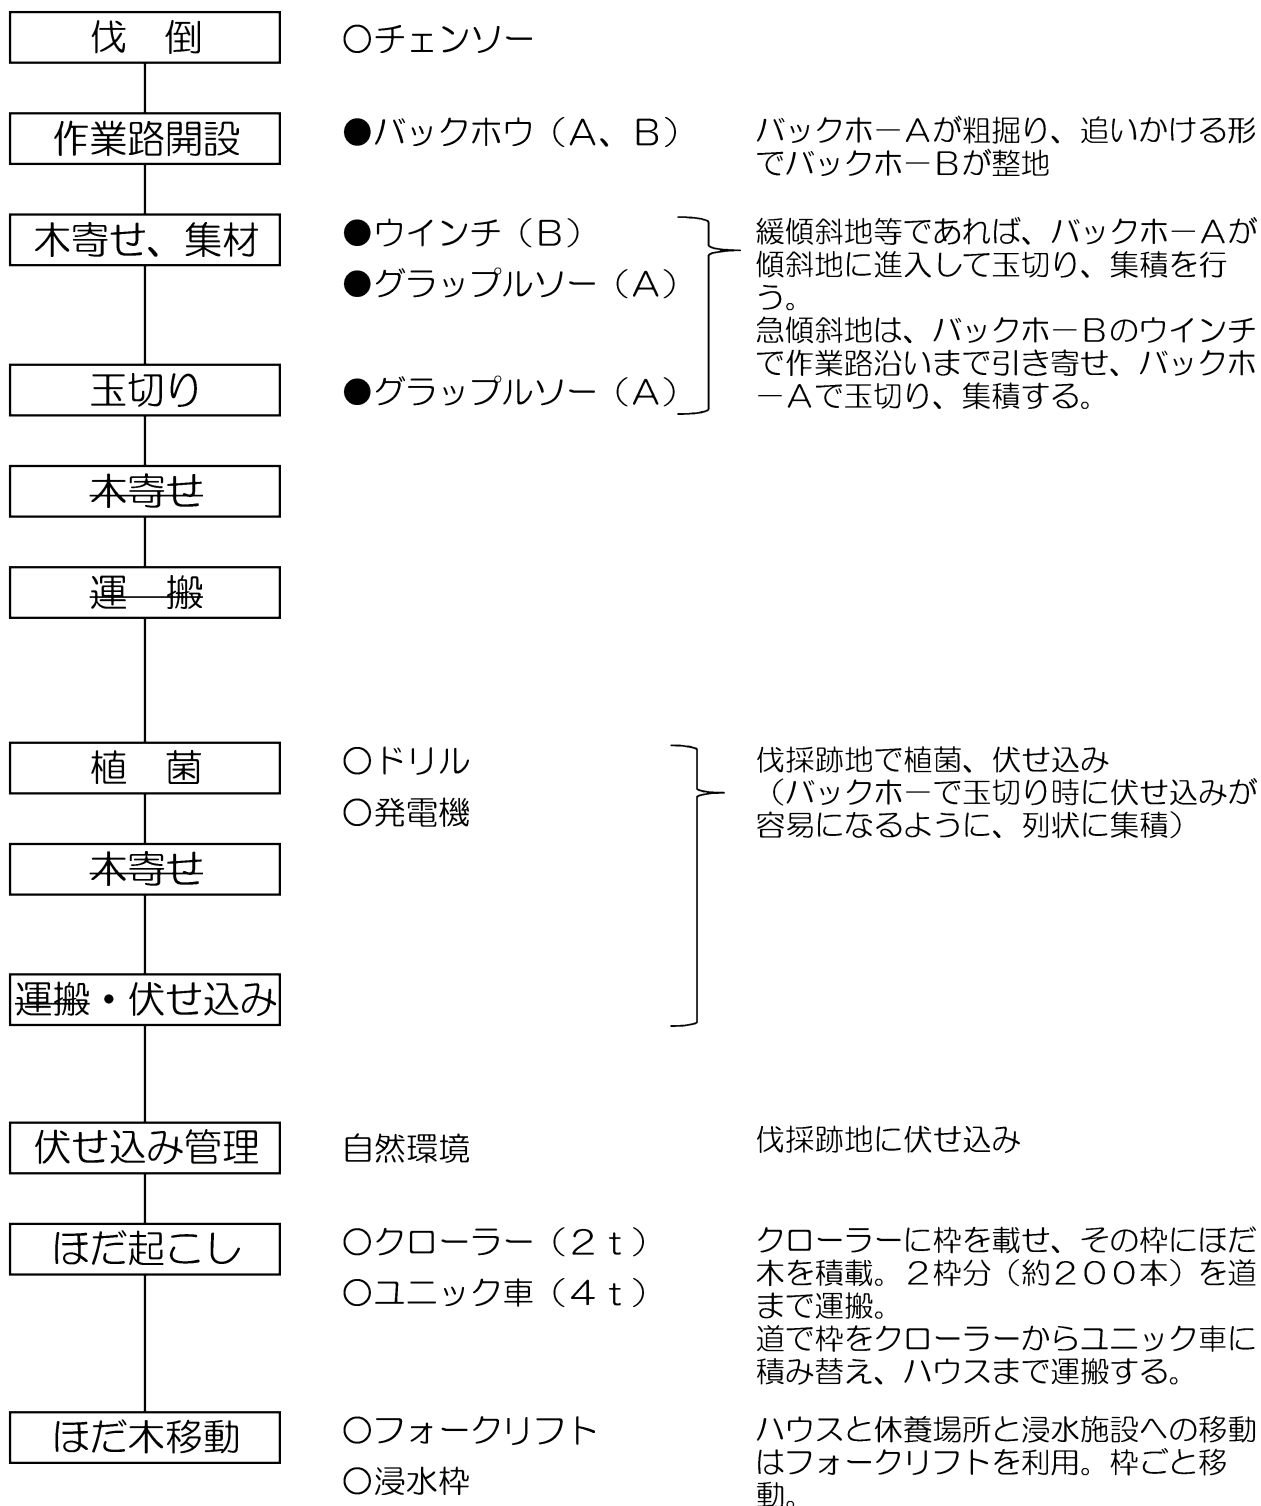 伐　倒
○チェンソー
作業路開設
●バックホウ（Ａ、Ｂ）
バックホーＡが粗掘り、追いかける形
でバックホーＢが整地
木寄せ、集材
●ウインチ（Ｂ）
●グラップルソー（Ａ）
緩傾斜地等であれば、バックホーＡが
傾斜地に進入して玉切り、集積を行
う。
急傾斜地は、バックホーＢのウインチ
で作業路沿いまで引き寄せ、バックホ
ーＡで玉切り、集積する。
玉切り
●グラップルソー（Ａ）
木寄せ
運　搬
植　菌
○ドリル
○発電機
伐採跡地で植菌、伏せ込み
（バックホーで玉切り時に伏せ込みが
容易になるように、列状に集積）
木寄せ
運搬・伏せ込み
伏せ込み管理
自然環境
伐採跡地に伏せ込み
ほだ起こし
○クローラー（２ｔ）
○ユニック車（４ｔ）
クローラーに枠を載せ、その枠にほだ
木を積載。２枠分（約２００本）を道
まで運搬。
道で枠をクローラーからユニック車に
積み替え、ハウスまで運搬する。
ほだ木移動
○フォークリフト
○浸水枠
ハウスと休養場所と浸水施設への移動
はフォークリフトを利用。枠ごと移
動。